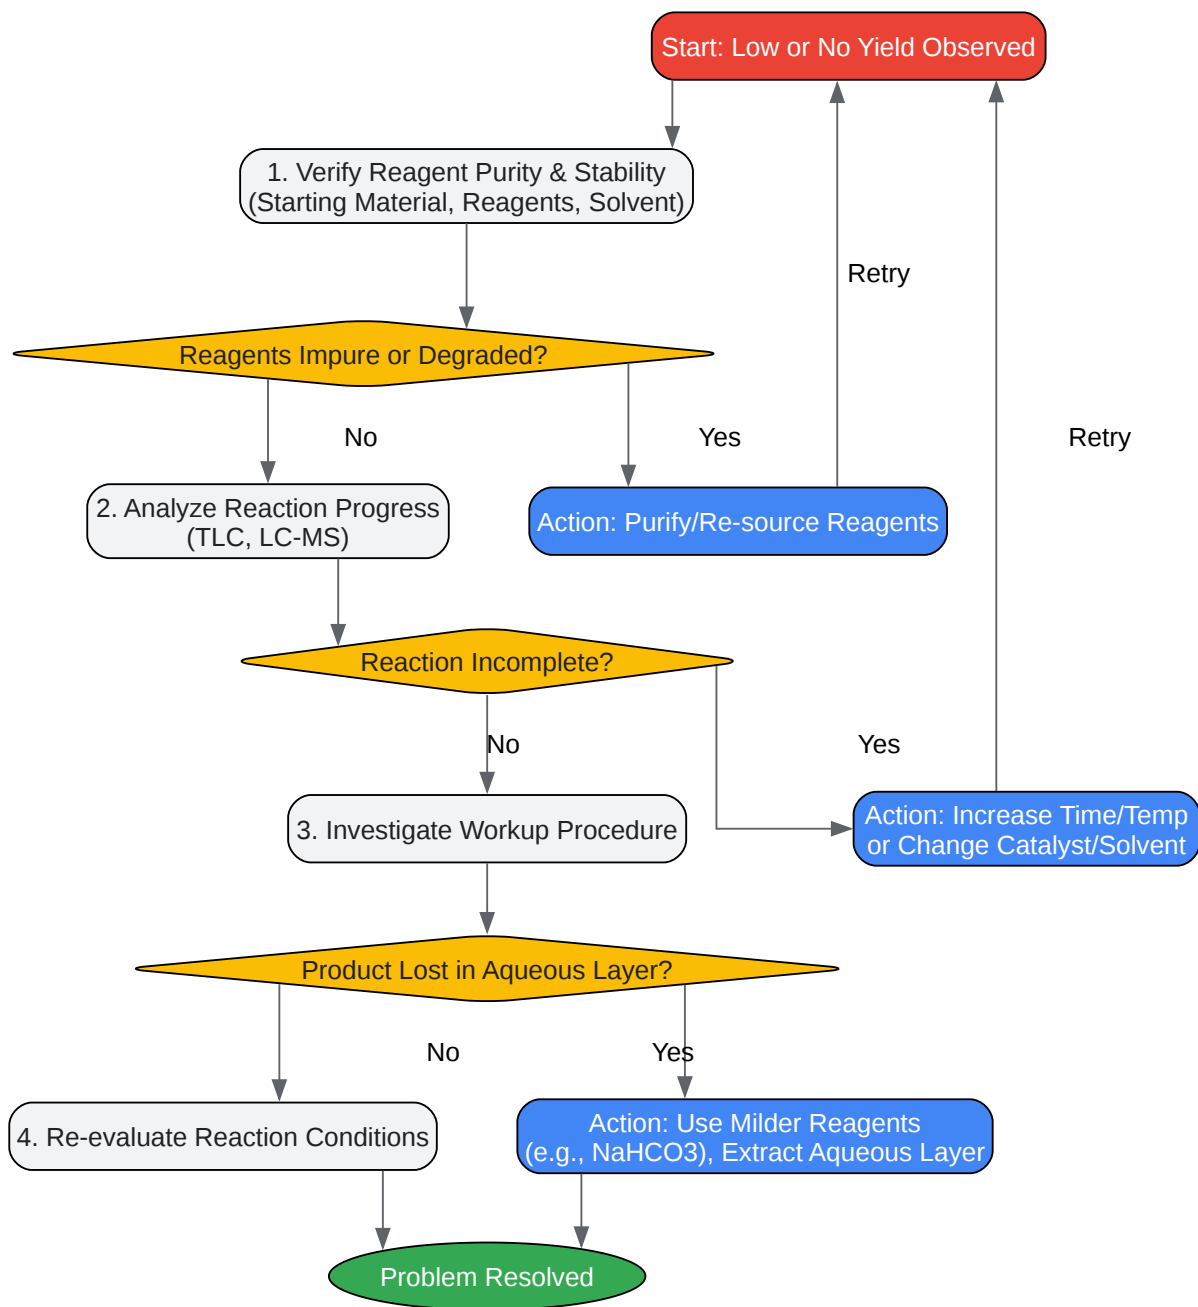 Start: Low or No Yield Observed
1. Verify Reagent Purity & Stability
(Starting Material, Reagents, Solvent)
Retry
Reagents Impure or Degraded?
No
Yes
Retry
2. Analyze Reaction Progress
(TLC, LC-MS)
Action: Purify/Re-source Reagents
Reaction Incomplete?
No
Yes
3. Investigate Workup Procedure
Action: Increase Time/Temp
or Change Catalyst/Solvent
Product Lost in Aqueous Layer?
No
Yes
4. Re-evaluate Reaction Conditions
Action: Use Milder Reagents
(e.g., NaHCO3), Extract Aqueous Layer
Problem Resolved